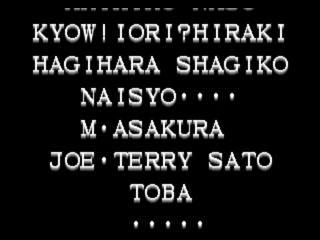 KYOW!IORI?HIRAKI
HAGIHARA SHAGIKO
NAISYO····
M·ASAKURA
JOE·TERRY SATO
TOBA
·····